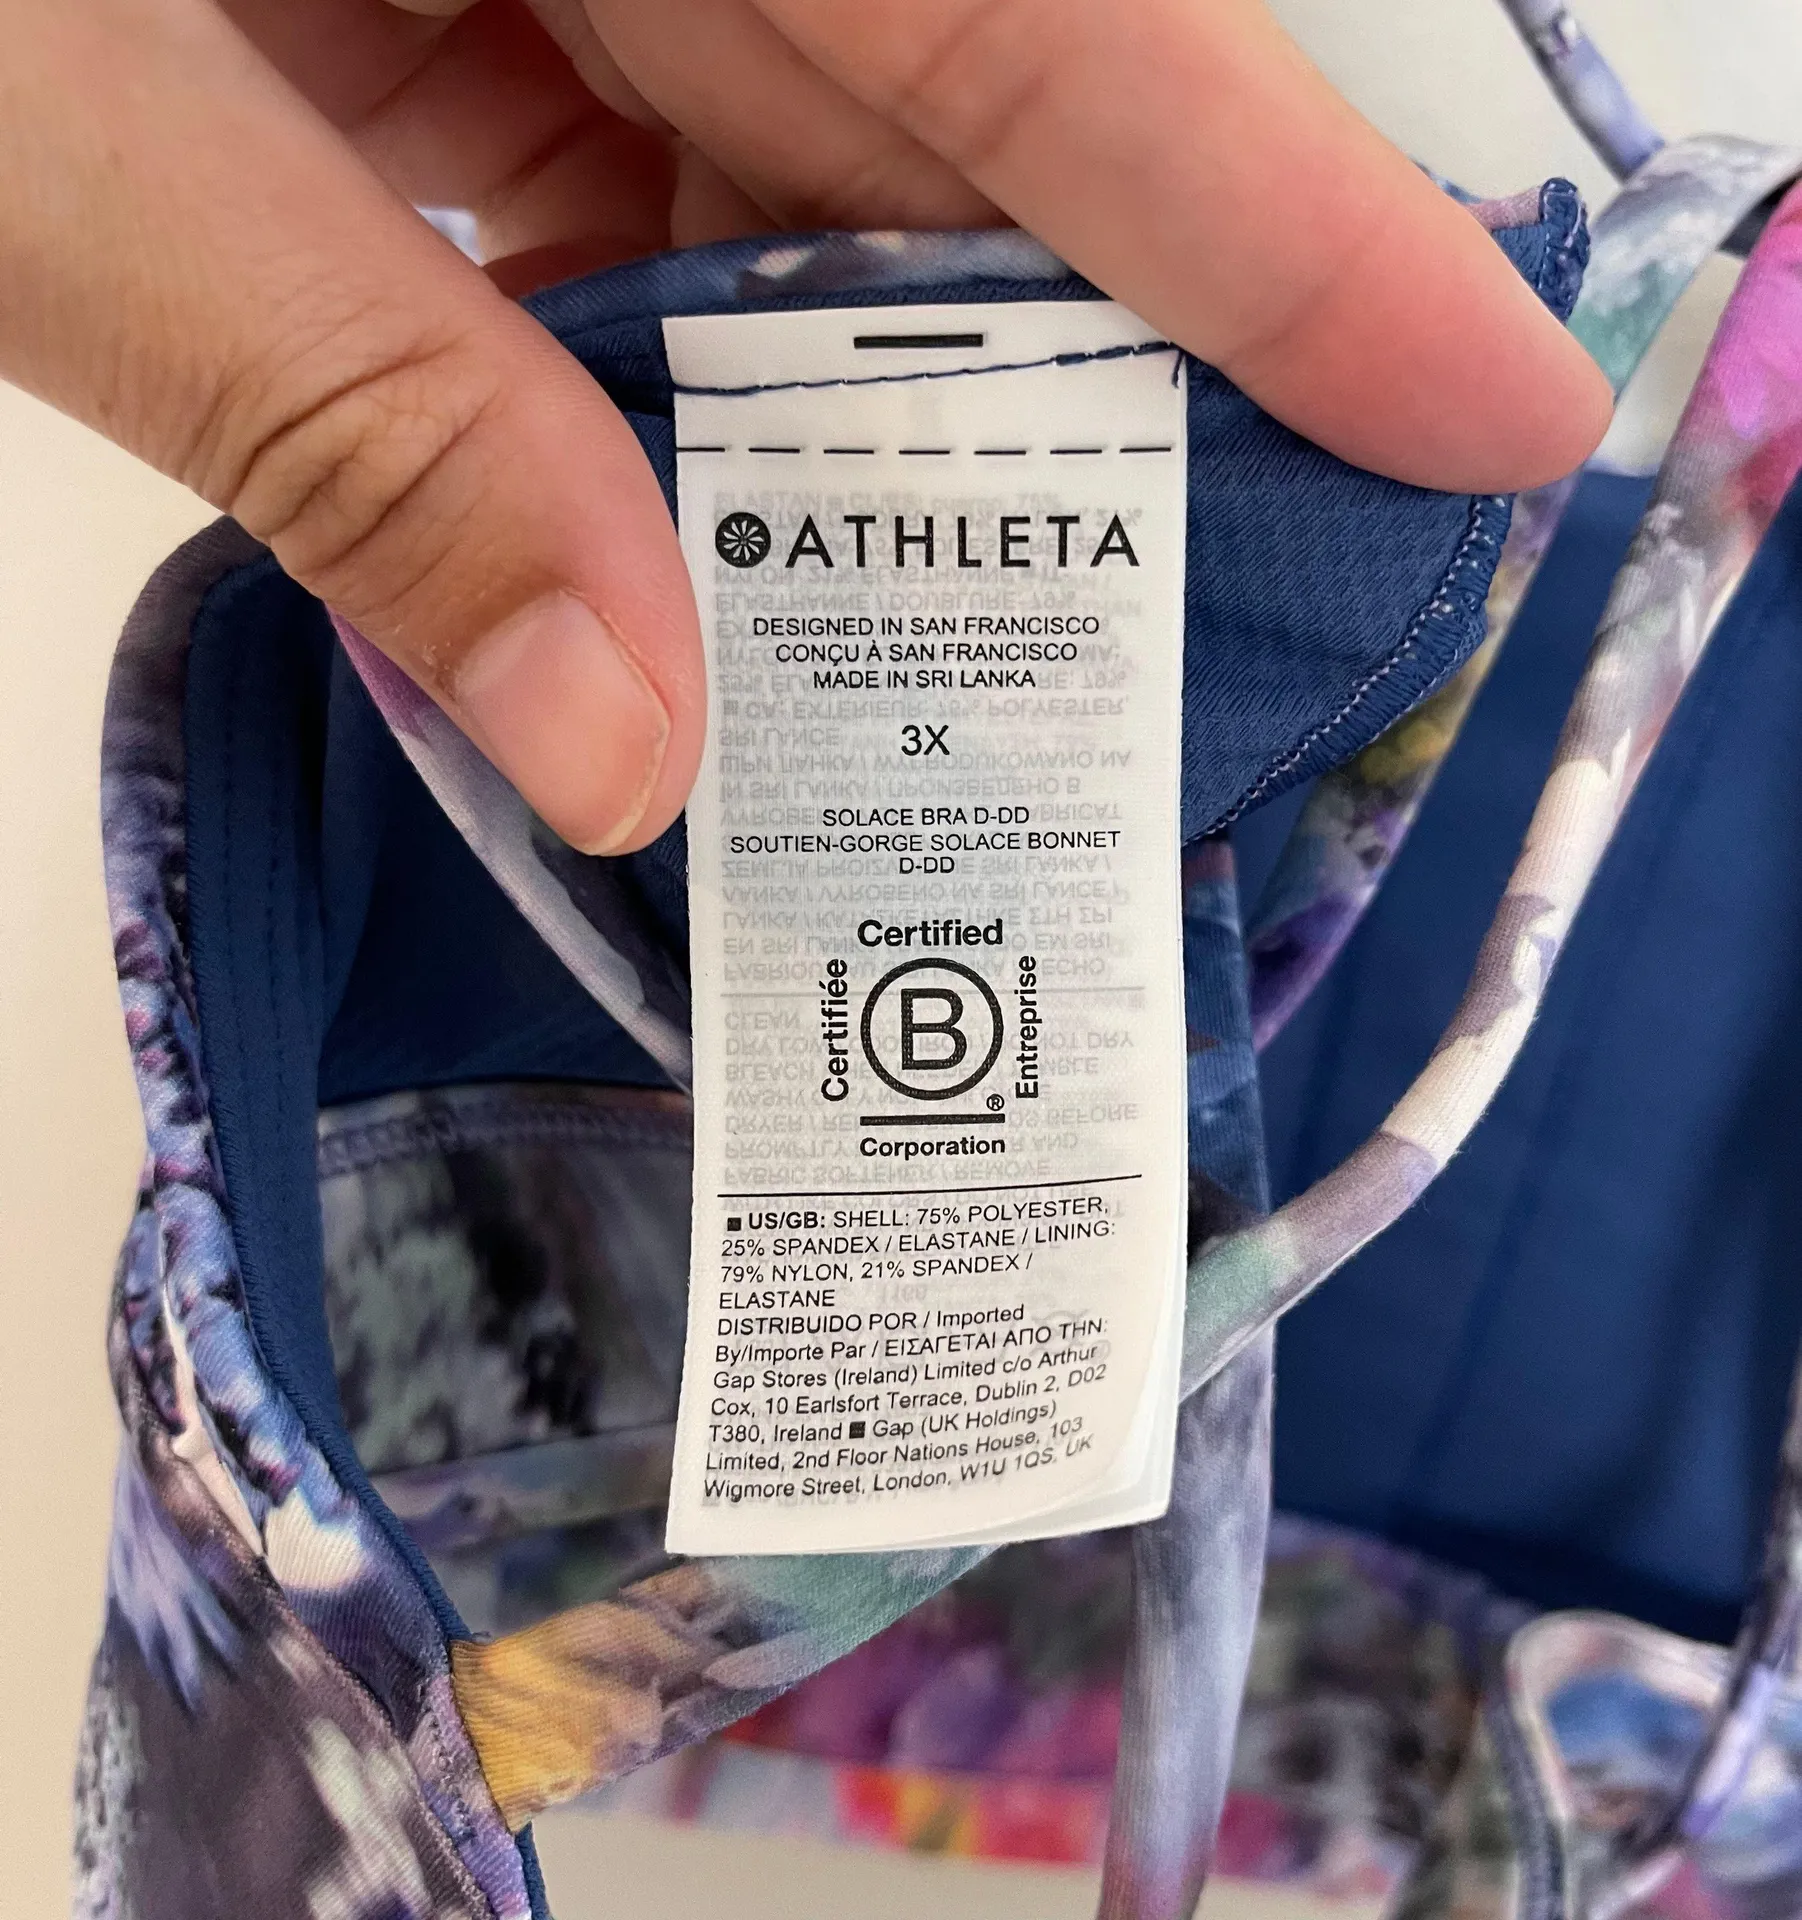 ATHLETA
DESIGNED IN SAN FRANCISCO
CONÇU À SAN FRANCISCO
MADE IN SRI LANKA
3X
SOLACE BRA D-DD
SOUTIEN-GORGE SOLACE BONNET
D-DD
Certified
Certifiée
B
®
Entreprise
Corporation
■ US/GB: SHELL: 75% POLYESTER,
25% SPANDEX / ELASTANE / LINING:
79% NYLON, 21% SPANDEX /
ELASTANE
DISTRIBUIDO POR / Imported
By/Importe Par / ΕΙΣΑΓΕΤΑΙ ΑΠΟ ΤΗΝ:
Gap Stores (Ireland) Limited c/o Arthur
Cox, 10 Earlsfort Terrace, Dublin 2, D02
T380, Ireland ■ Gap (UK Holdings)
Limited, 2nd Floor Nations House, 103
Wigmore Street, London, W1U 1QS, UK